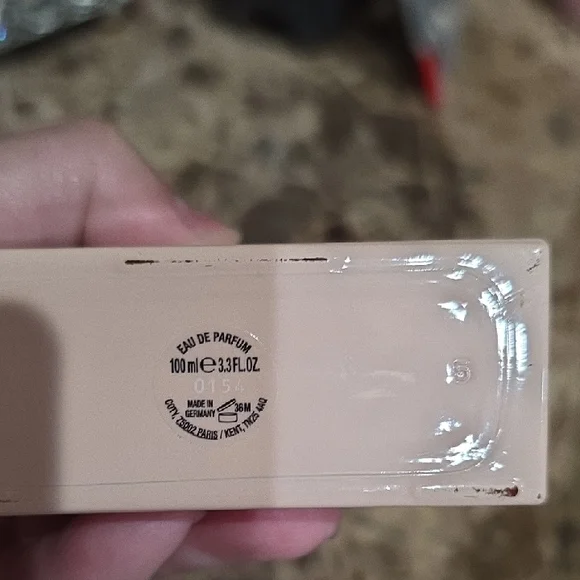 EAU DE PARFUM
100 ml ℮ 3.3 FL.OZ.
0154
MADE IN
GERMANY
36M
COTY, 75002 PARIS / KENT, TN25 4AQ